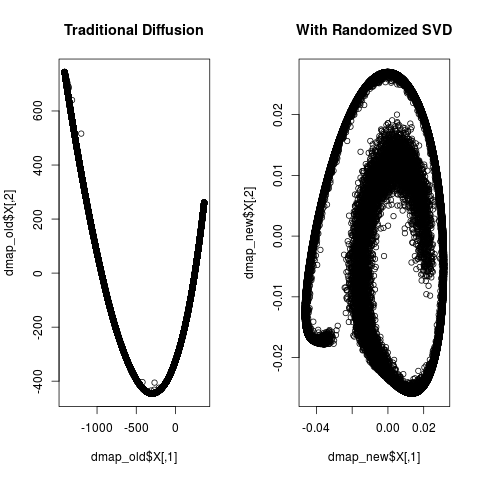 Traditional Diffusion
dmap_old$X[,2]
600
400
200
0
-200
-400
-1000 -500 0
dmap_old$X[,1]
With Randomized SVD
dmap_new$X[,2]
0.02
0.01
0.00
-0.01
-0.02
-0.04 0.00 0.02
dmap_new$X[,1]